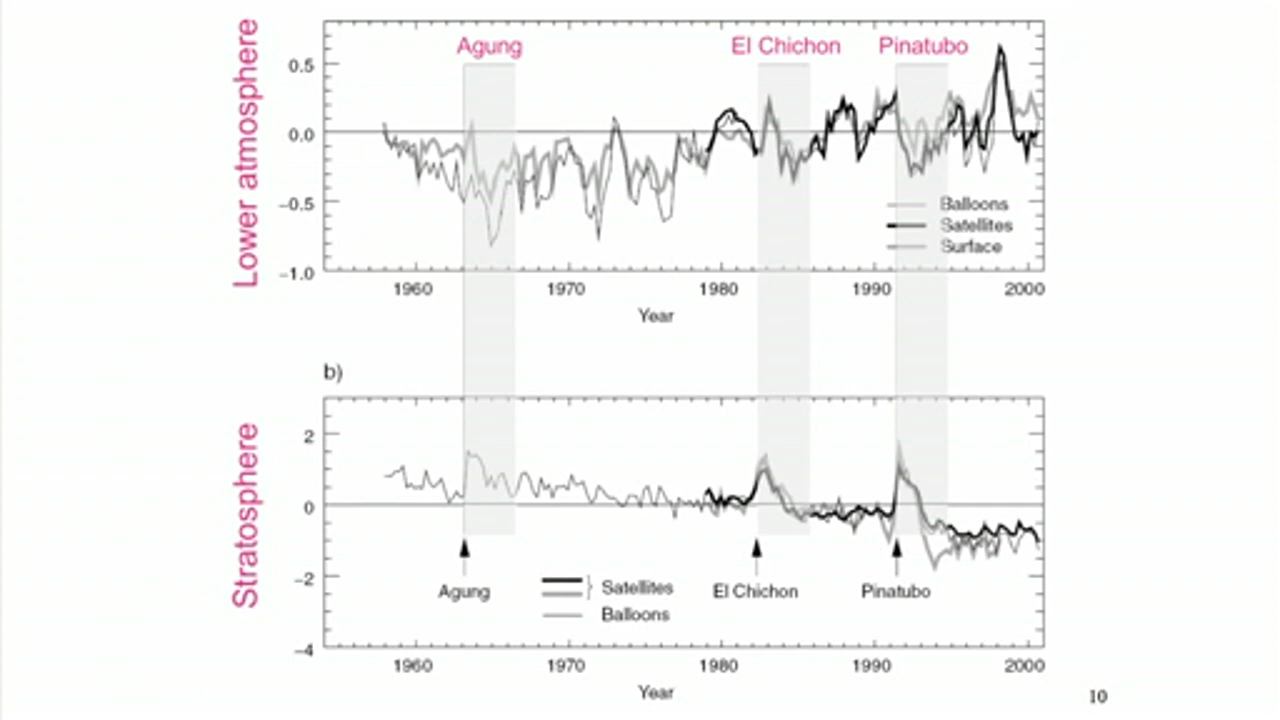 Lower atmosphere
Agung
El Chichon
Pinatubo
0.5
0.0
−0.5
−1.0
Balloons
Satellites
Surface
1960
1970
1980
1990
2000
Year
b)
Stratosphere
2
0
−2
−4
Agung
El Chichon
Pinatubo
Satellites
Balloons
1960
1970
1980
1990
2000
Year
10